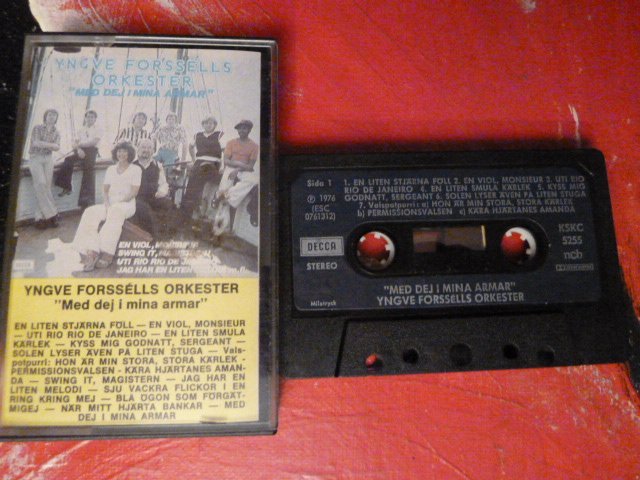 YNGVE FORSSÉLLS
ORKESTER
"MED DEJ I MINA ARMAR"
EN VIOL, MONSIEUR
SWING IT,
UTI RIO RIO DE
JAG HAR EN LITEN
YNGVE FORSSÉLLS ORKESTER
"Med dej i mina armar"
EN LITEN STJÄRNA FÖLL — EN VIOL, MONSIEUR
— UTI RIO RIO DE JANEIRO — EN LITEN SMULA
KÄRLEK — KYSS MIG GODNATT, SERGEANT —
SOLEN LYSER ÄVEN PÅ LITEN STUGA — Vals-
potpurri: HON ÄR MIN STORA, STORA KÄRLEK -
PERMISSIONSVALSEN - KÄRA HJÄRTANES AMAN-
DA — SWING IT, MAGISTERN — JAG HAR EN
LITEN MELODI — SJU VACKRA FLICKOR I EN
RING KRING MEJ — BLÅ ÖGON SOM FÖRGÄT-
MIGEJ — NÄR MITT HJÄRTA BANKAR — MED
DEJ I MINA ARMAR
Sida 1
1. EN LITEN STJÄRNA FÖLL 2. EN VIOL, MONSIEUR 3. UTI RIO
RIO DE JANEIRO 4. EN LITEN SMULA KÄRLEK 5. KYSS MIG
GODNATT, SERGEANT 6. SOLEN LYSER ÄVEN PÅ LITEN STUGA
7. Valspotpurri: a) HON ÄR MIN STORA, STORA KÄRLEK
b) PERMISSIONSVALSEN c) KÄRA HJÄRTANES AMANDA
℗ 1976
(ESC
0761312)
DECCA
STEREO
KSKC
5255
ncb
Milstryck
"MED DEJ I MINA ARMAR"
YNGVE FORSSELLS ORKESTER